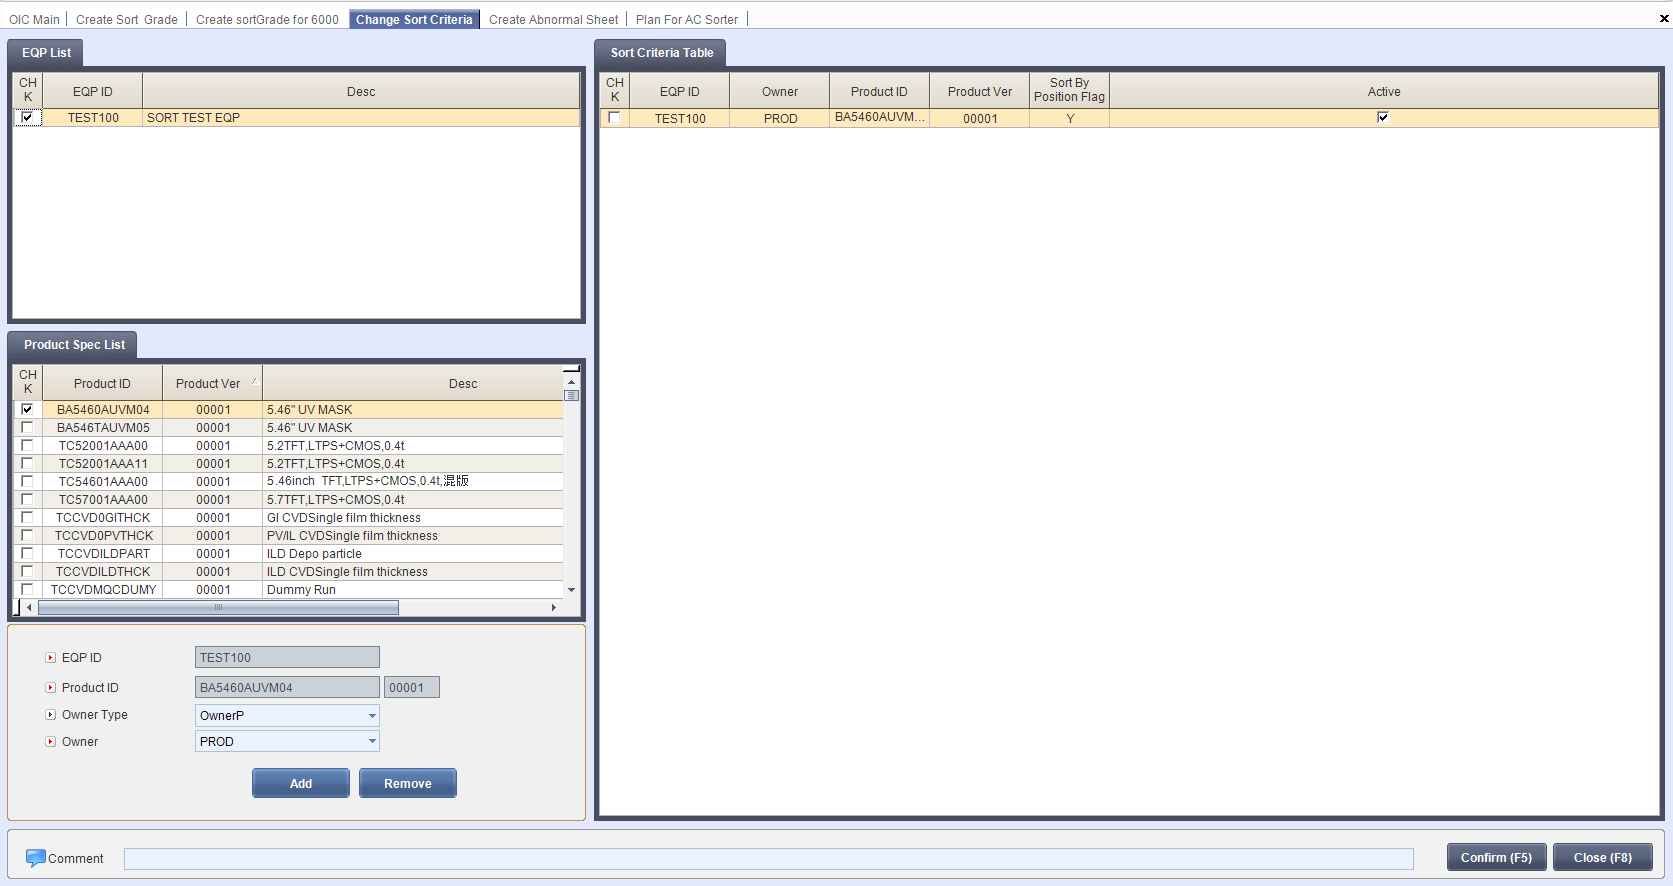 OIC Main Create Sort  Grade Create sortGrade for 6000 Change Sort Criteria Create Abnormal Sheet Plan For AC Sorter
EQP List
CH
K EQP ID Desc
TEST100 SORT TEST EQP
Product Spec List
CH
K Product ID Product Ver Desc
BA5460AUVM04 00001 5.46" UV MASK
BA546TAUVM05 00001 5.46" UV MASK
TC52001AAA00 00001 5.2TFT,LTPS+CMOS,0.4t
TC52001AAA11 00001 5.2TFT,LTPS+CMOS,0.4t
TC54601AAA00 00001 5.46inch  TFT,LTPS+CMOS,0.4t,混版
TC57001AAA00 00001 5.7TFT,LTPS+CMOS,0.4t
TCCVD0GITHCK 00001 GI CVDSingle film thickness
TCCVD0PVTHCK 00001 PV/IL CVDSingle film thickness
TCCVDILDPART 00001 ILD Depo particle
TCCVDILDTHCK 00001 ILD CVDSingle film thickness
TCCVDMQCDUMY 00001 Dummy Run
EQP ID TEST100
Product ID BA5460AUVM04 00001
Owner Type OwnerP
Owner PROD
Add Remove
Sort Criteria Table
CH
K EQP ID Owner Product ID Product Ver Sort By
Position Flag Active
TEST100 PROD BA5460AUVM... 00001 Y
Comment Confirm (F5) Close (F8)